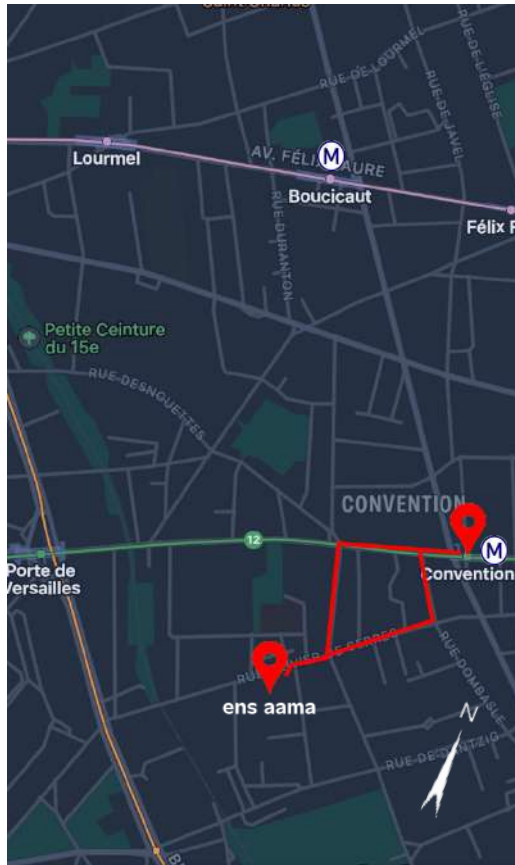 RUE-DE-LOURMEL
RUE-DE-L'ÉGLISE
RUE-DE-JAVEL
M
AV. FÉLIX FAURE
Lourmel
Boucicaut
Félix F
RUE-DURANTON
Petite Ceinture
du 15e
RUE-DESNOUETTES
CONVENTION
12
M
Porte de
Versailles
Convention
ens aama
RUE-DOMBASLE
N
RUE-DE-DANTZIG